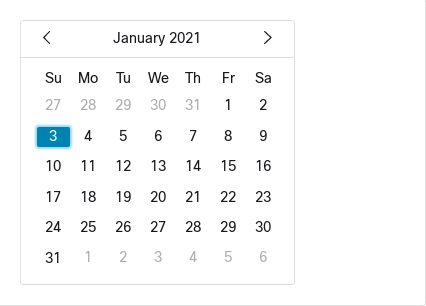 January 2021
Su Mo Tu We Th Fr Sa
27 28 29 30 31 1 2
3 4 5 6 7 8 9
10 11 12 13 14 15 16
17 18 19 20 21 22 23
24 25 26 27 28 29 30
31 1 2 3 4 5 6